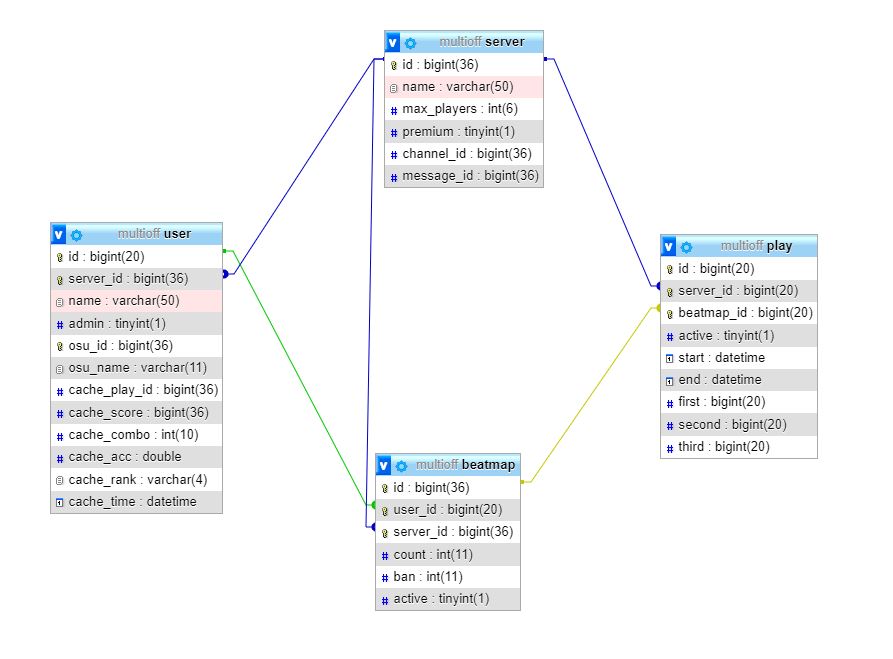 multioff server
id : bigint(36)
name : varchar(50)
max_players : int(6)
premium : tinyint(1)
channel_id : bigint(36)
message_id : bigint(36)
multioff user
id : bigint(20)
server_id : bigint(36)
name : varchar(50)
admin : tinyint(1)
osu_id : bigint(36)
osu_name : varchar(11)
cache_play_id : bigint(36)
cache_score : bigint(36)
cache_combo : int(10)
cache_acc : double
cache_rank : varchar(4)
cache_time : datetime
multioff play
id : bigint(20)
server_id : bigint(20)
beatmap_id : bigint(20)
active : tinyint(1)
start : datetime
end : datetime
first : bigint(20)
second : bigint(20)
third : bigint(20)
multioff beatmap
id : bigint(36)
user_id : bigint(20)
server_id : bigint(36)
count : int(11)
ban : int(11)
active : tinyint(1)